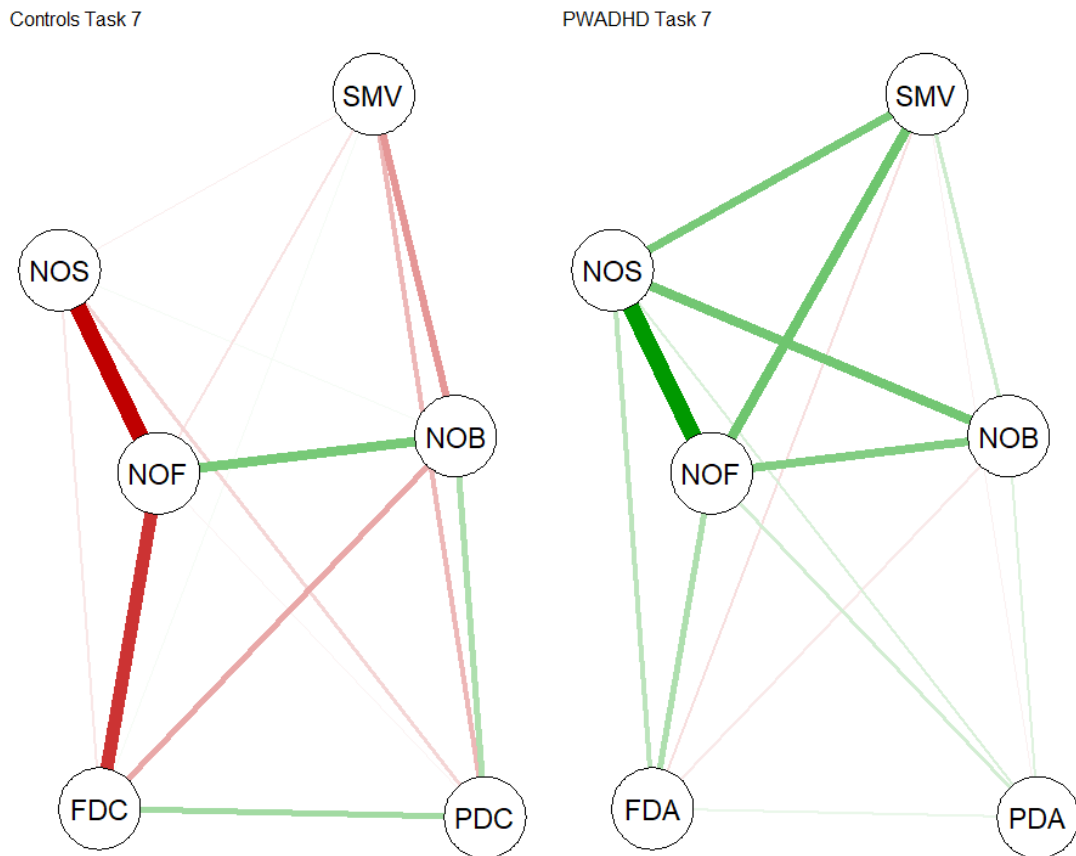 Controls Task 7
SMV
NOS
NOB
NOF
FDC
PDC
PWADHD Task 7
SMV
NOS
NOB
NOF
FDA
PDA